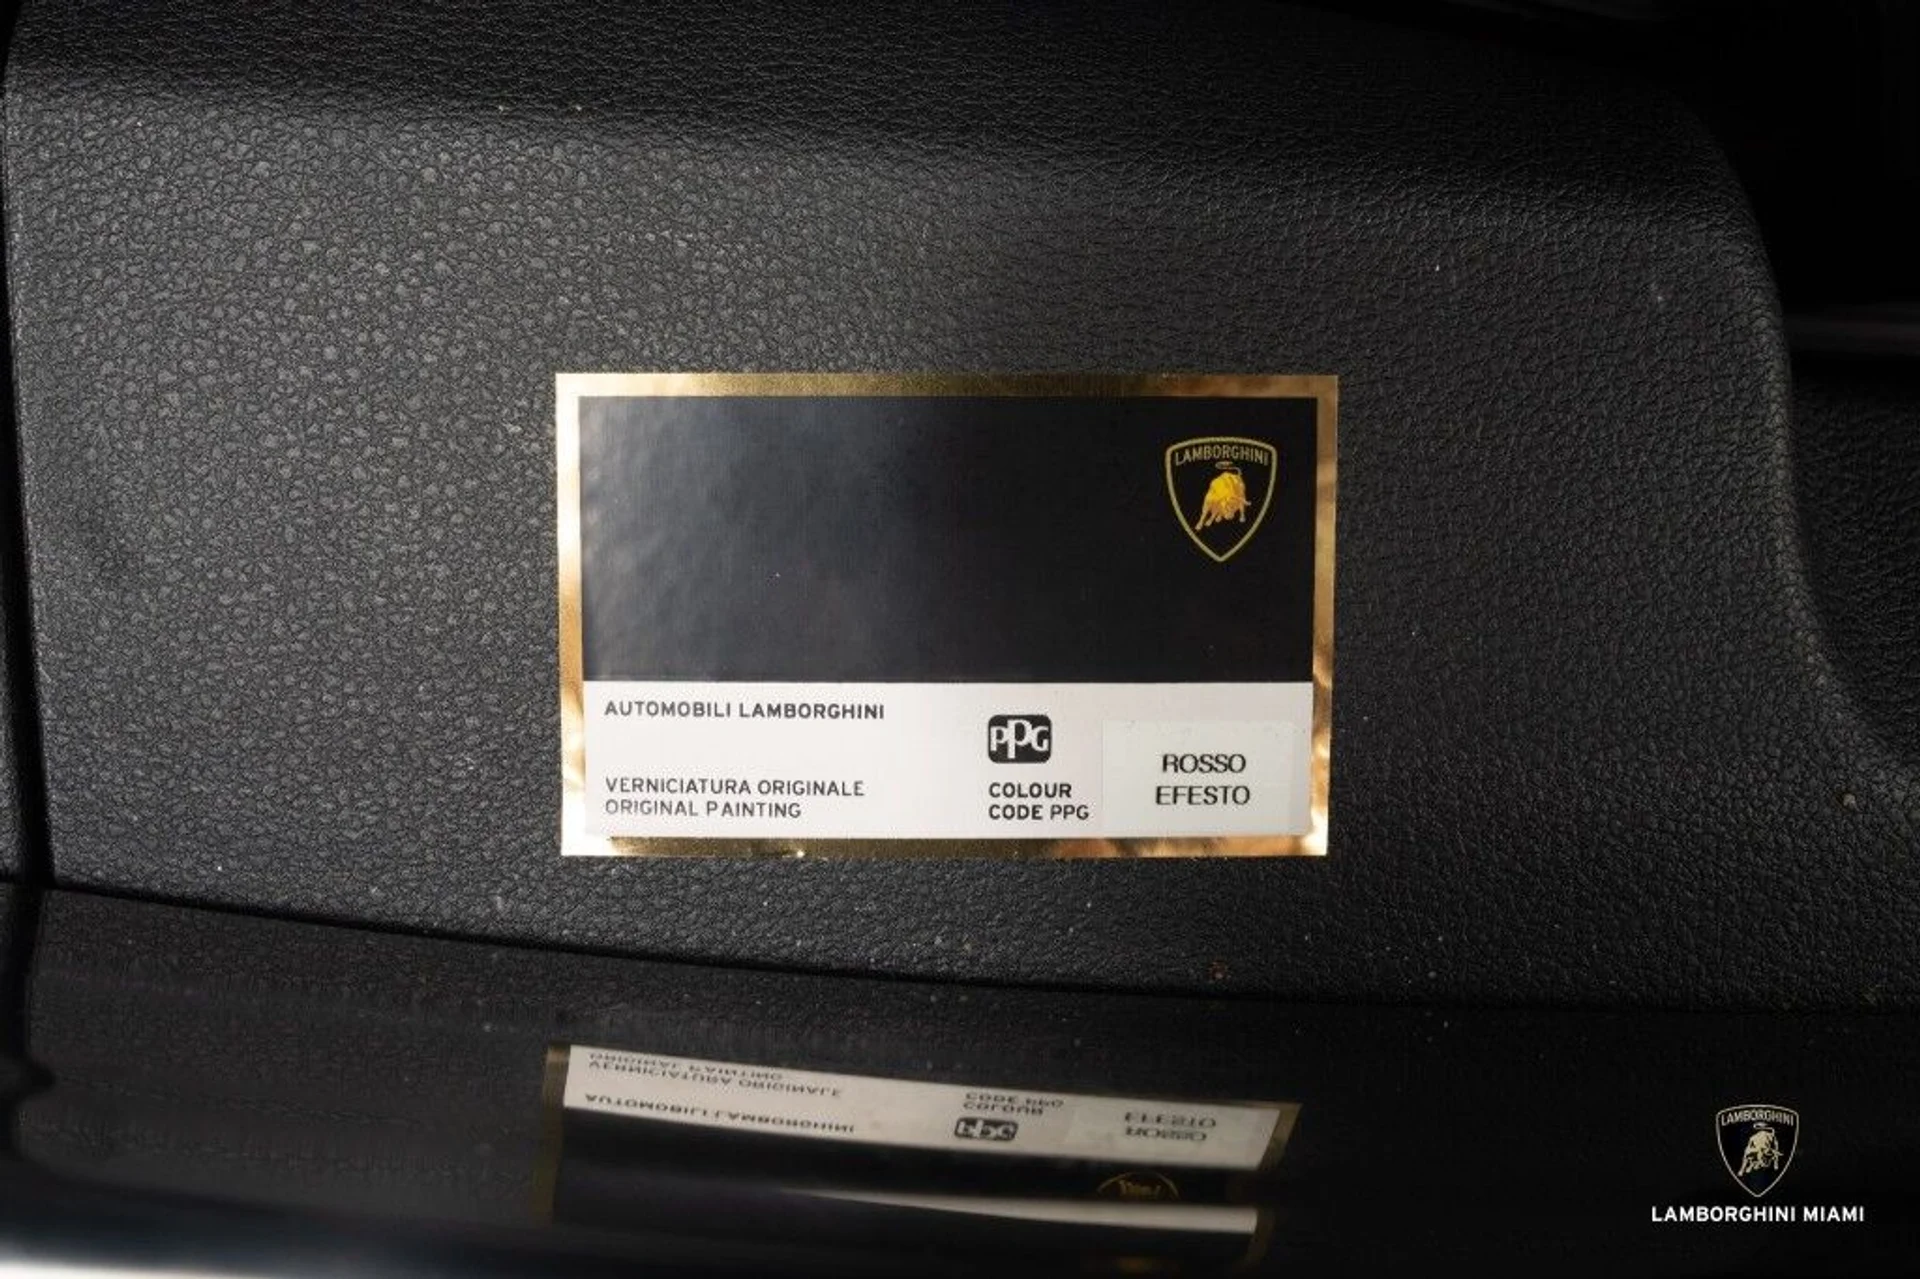 LAMBORGHINI
AUTOMOBILI LAMBORGHINI
VERNICIATURA ORIGINALE
ORIGINAL PAINTING
PPG
COLOUR
CODE PPG
ROSSO
EFESTO
LAMBORGHINI
LAMBORGHINI MIAMI